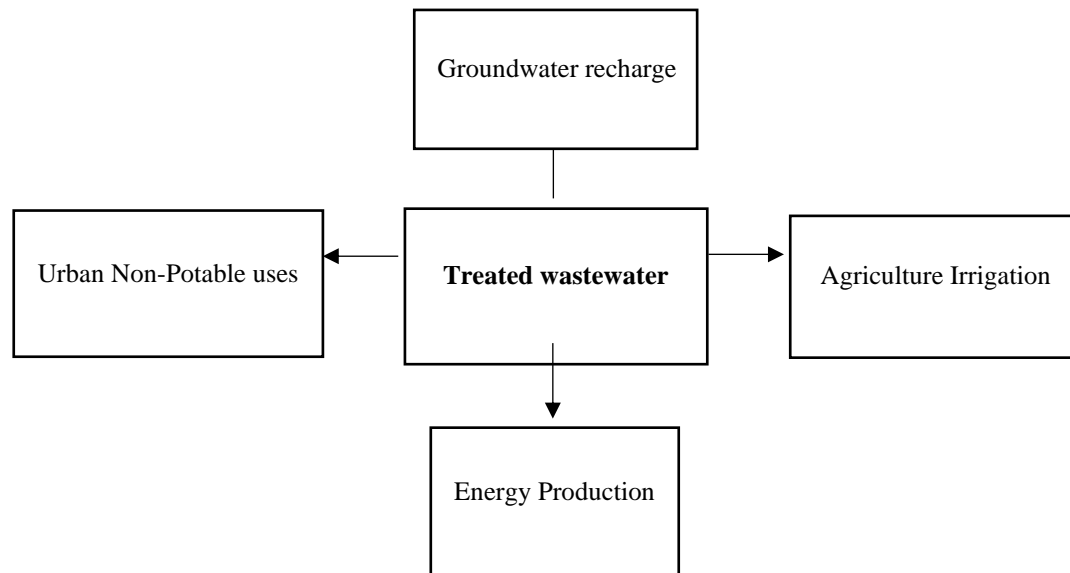 Groundwater recharge
Urban Non-Potable uses
Treated wastewater
Agriculture Irrigation
Energy Production